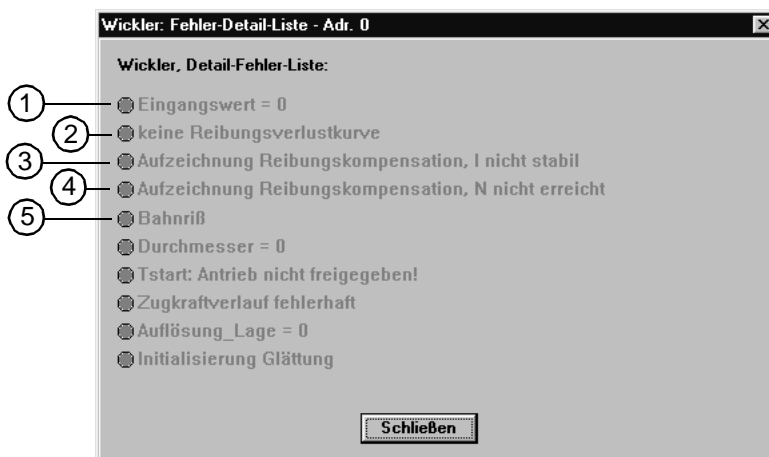 Wickler: Fehler-Detail-Liste - Adr. 0
Wickler, Detail-Fehler-Liste:
1 Eingangswert = 0
2 keine Reibungsverlustkurve
3 Aufzeichnung Reibungskompensation, I nicht stabil
4 Aufzeichnung Reibungskompensation, N nicht erreicht
5 Bahnriß
Durchmesser = 0
Tstart: Antrieb nicht freigegeben!
Zugkraftverlauf fehlerhaft
Auflösung_Lage = 0
Initialisierung Glättung
Schließen